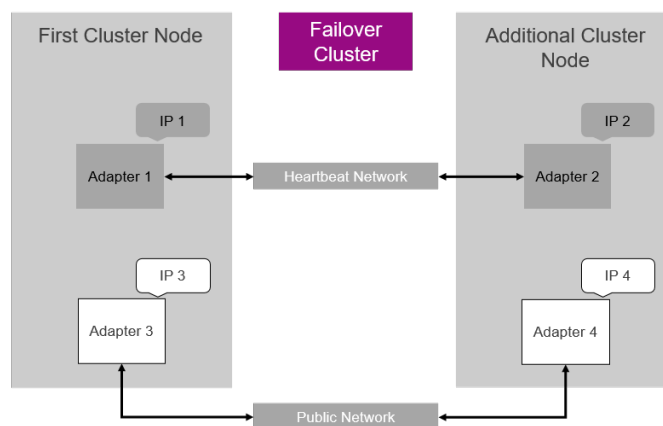 First Cluster Node
Failover
Cluster
Additional Cluster
Node
IP 1
IP 2
Adapter 1
Heartbeat Network
Adapter 2
IP 3
IP 4
Adapter 3
Adapter 4
Public Network